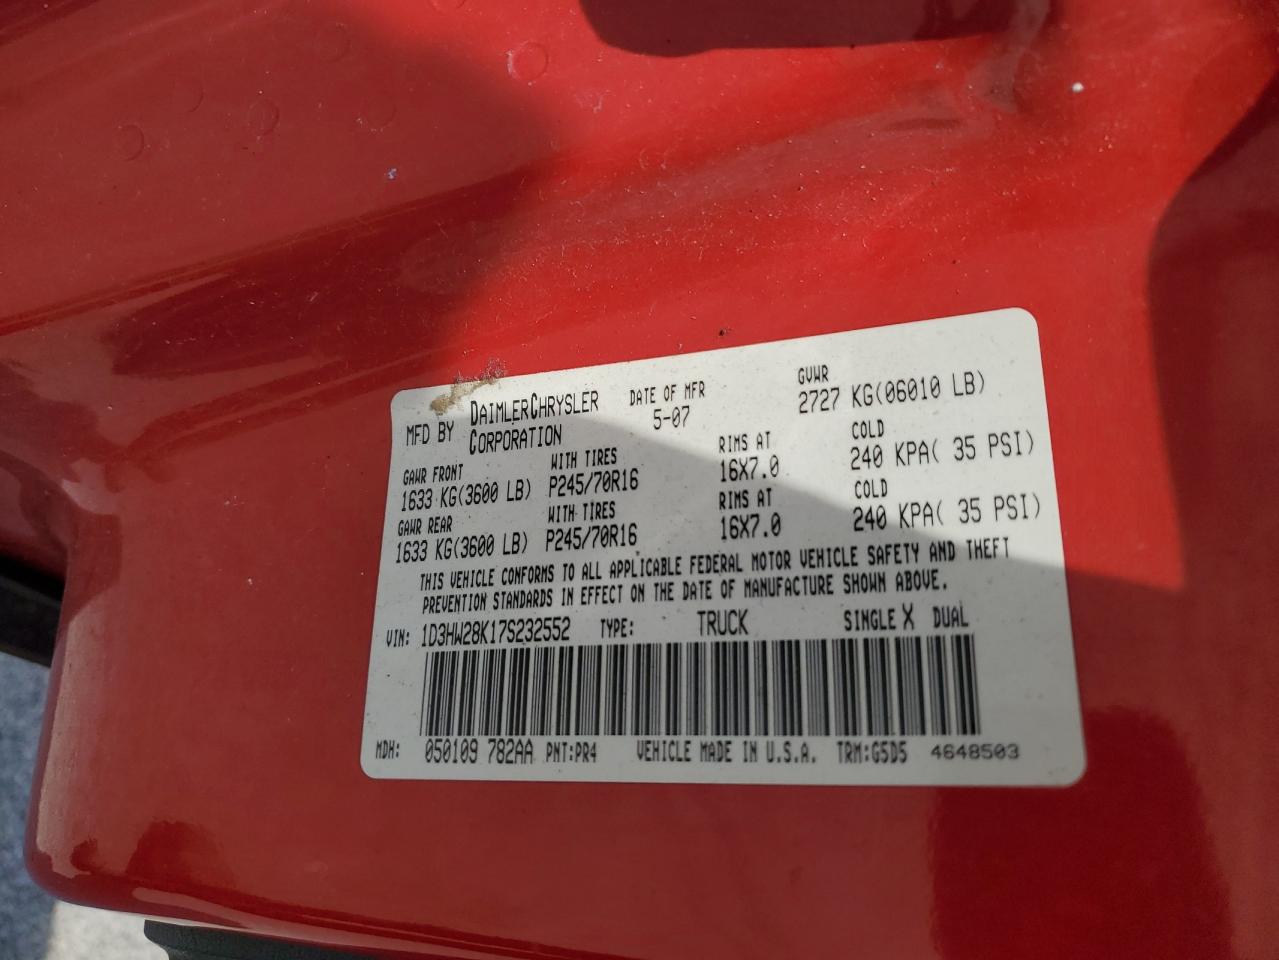 MFD BY DAIMLERCHRYSLER CORPORATION DATE OF MFR 5-07 GVWR 2727 KG(06010 LB)
GAWR FRONT WITH TIRES RIMS AT COLD
1633 KG(3600 LB) P245/70R16 16X7.0 240 KPA( 35 PSI)
GAWR REAR WITH TIRES RIMS AT COLD
1633 KG(3600 LB) P245/70R16 16X7.0 240 KPA( 35 PSI)
THIS VEHICLE CONFORMS TO ALL APPLICABLE FEDERAL MOTOR VEHICLE SAFETY AND THEFT
PREVENTION STANDARDS IN EFFECT ON THE DATE OF MANUFACTURE SHOWN ABOVE.
VIN: 1D3HW28K17S232552 TYPE: TRUCK SINGLE X DUAL
MDH: 050109 782AA PNT:PR4 VEHICLE MADE IN U.S.A. TRM:G5D5 4648503